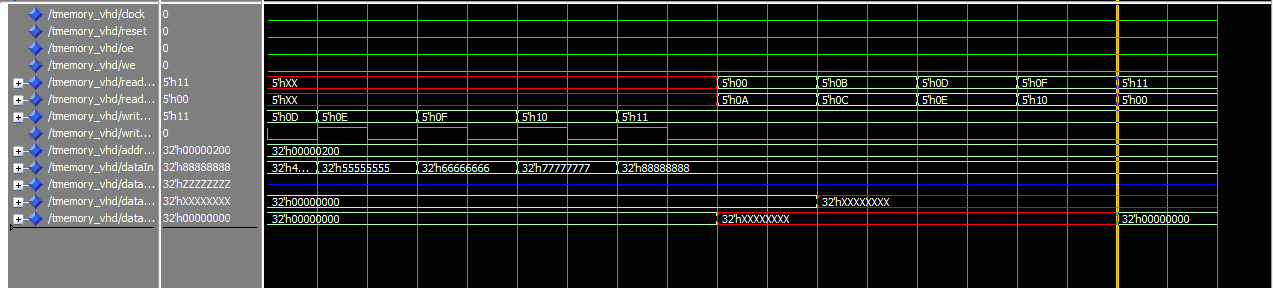 /tmemory_vhd/clock 0
/tmemory_vhd/reset 0
/tmemory_vhd/oe 0
/tmemory_vhd/we 0
/tmemory_vhd/read... 5'h11 5'hXX 5'h00 5'h0B 5'h0D 5'h0F 5'h11
/tmemory_vhd/read... 5'h00 5'hXX 5'h0A 5'h0C 5'h0E 5'h10 5'h00
/tmemory_vhd/writ... 5'h11 5'h0D 5'h0E 5'h0F 5'h10 5'h11
/tmemory_vhd/writ... 0
/tmemory_vhd/addr... 32'h00000200 32'h00000200
/tmemory_vhd/dataIn 32'h88888888 32'h4... 32'h55555555 32'h66666666 32'h77777777 32'h88888888
/tmemory_vhd/data... 32'hZZZZZZZZ
/tmemory_vhd/data... 32'hXXXXXXXX 32'h00000000 32'hXXXXXXXX
/tmemory_vhd/data... 32'h00000000 32'h00000000 32'hXXXXXXXX 32'h00000000